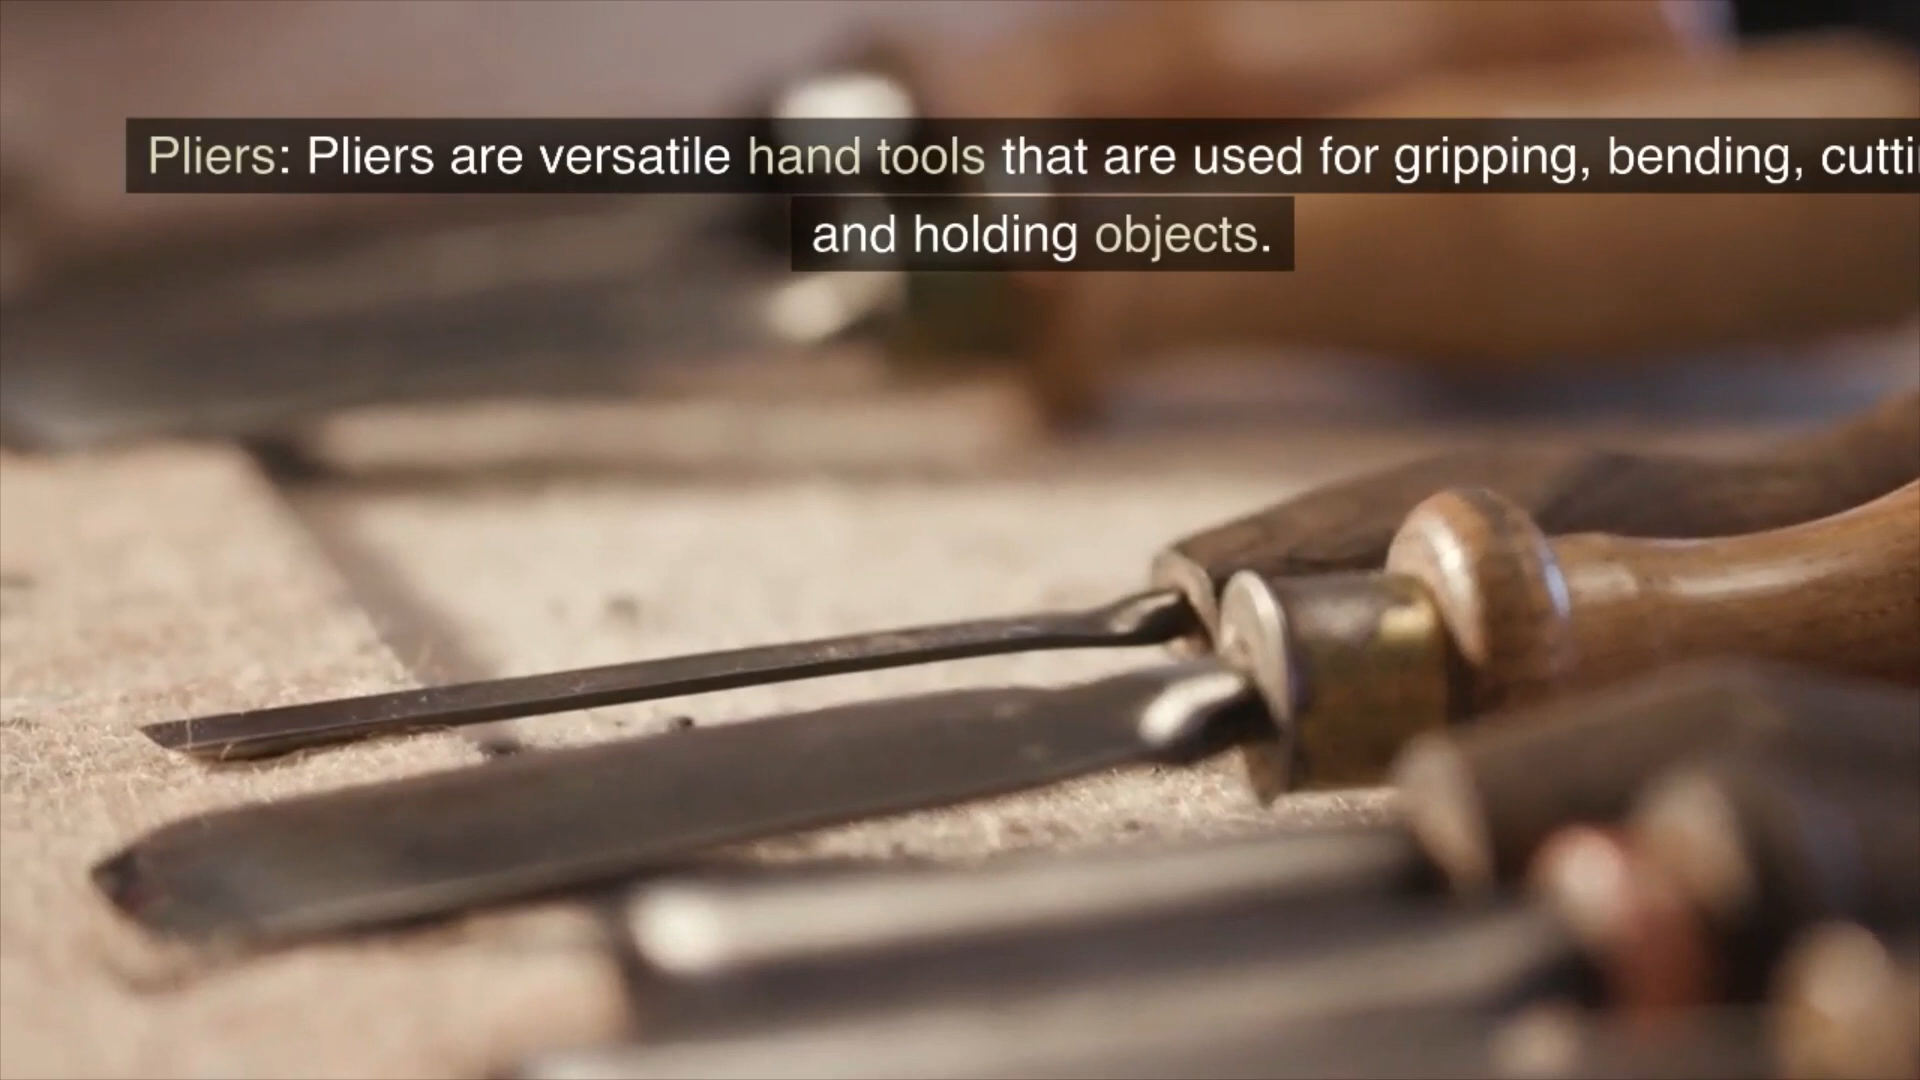 Pliers: Pliers are versatile hand tools that are used for gripping, bending,
and holding objects.